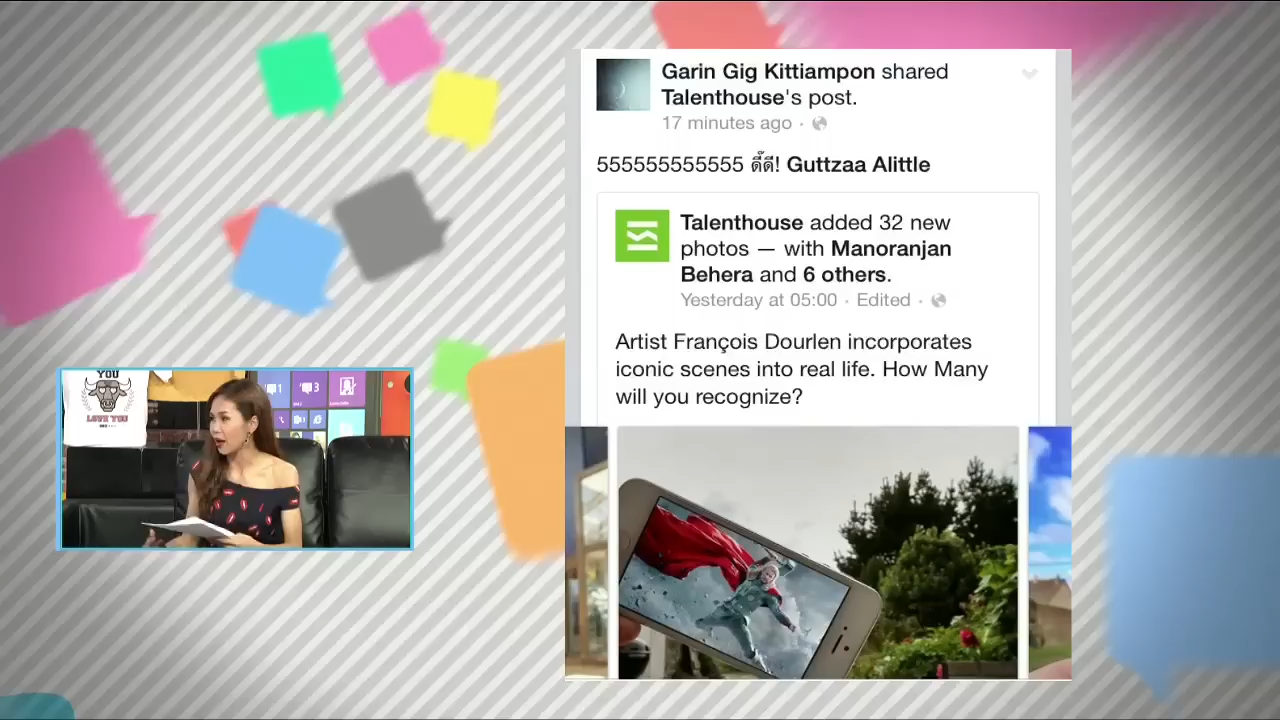 Garin Gig Kittiampon shared
Talenthouse's post.
17 minutes ago ·
555555555555 ดี๊ดี! Guttzaa Alittle
Talenthouse added 32 new
photos — with Manoranjan
Behera and 6 others.
Yesterday at 05:00 · Edited ·
Artist François Dourlen incorporates
iconic scenes into real life. How Many
will you recognize?
YOU
LOVE YOU
1
3